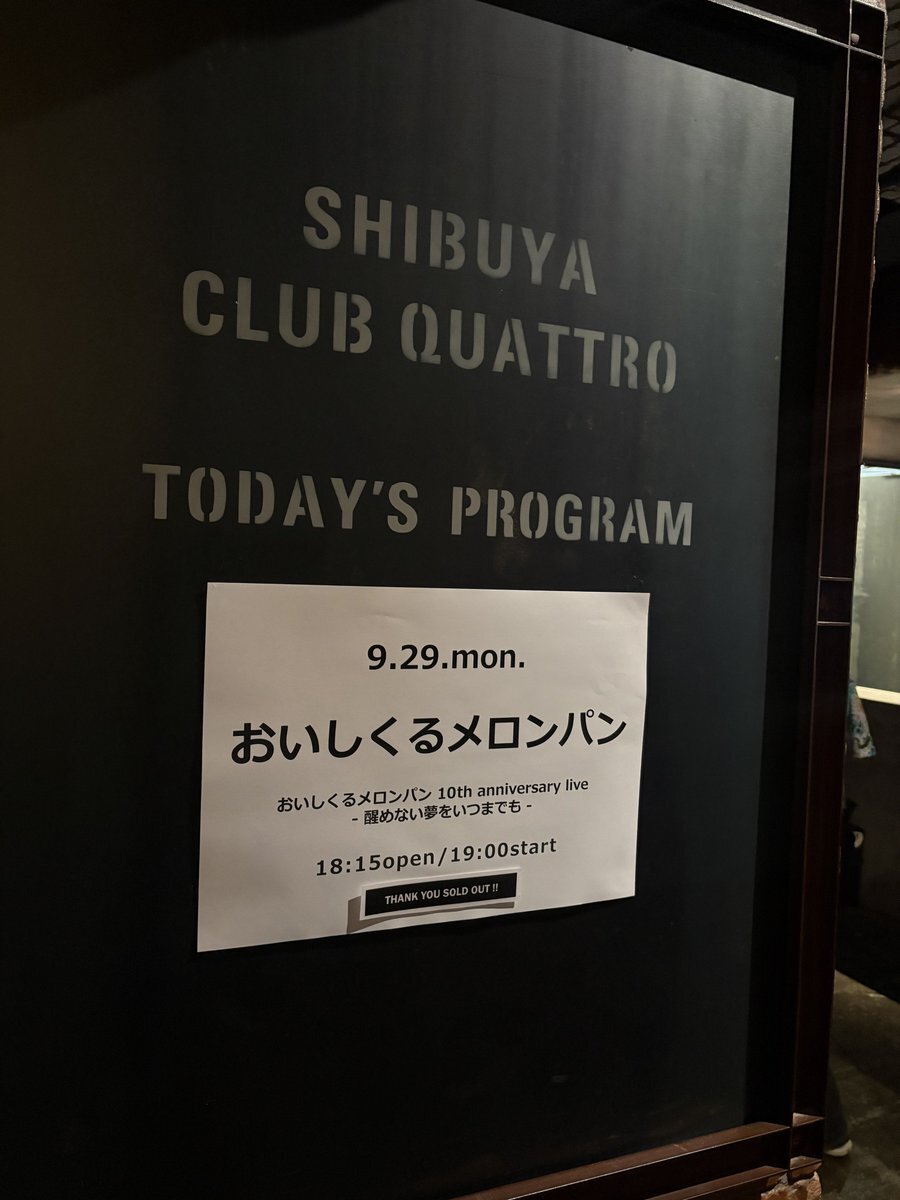 SHIBUYA
CLUB QUATTRO
TODAY'S PROGRAM
9.29.mon.
おいしくるメロンパン
おいしくるメロンパン 10th anniversary live
- 醒めない夢をいつまでも -
18:15open/19:00start
THANK YOU SOLD OUT !!